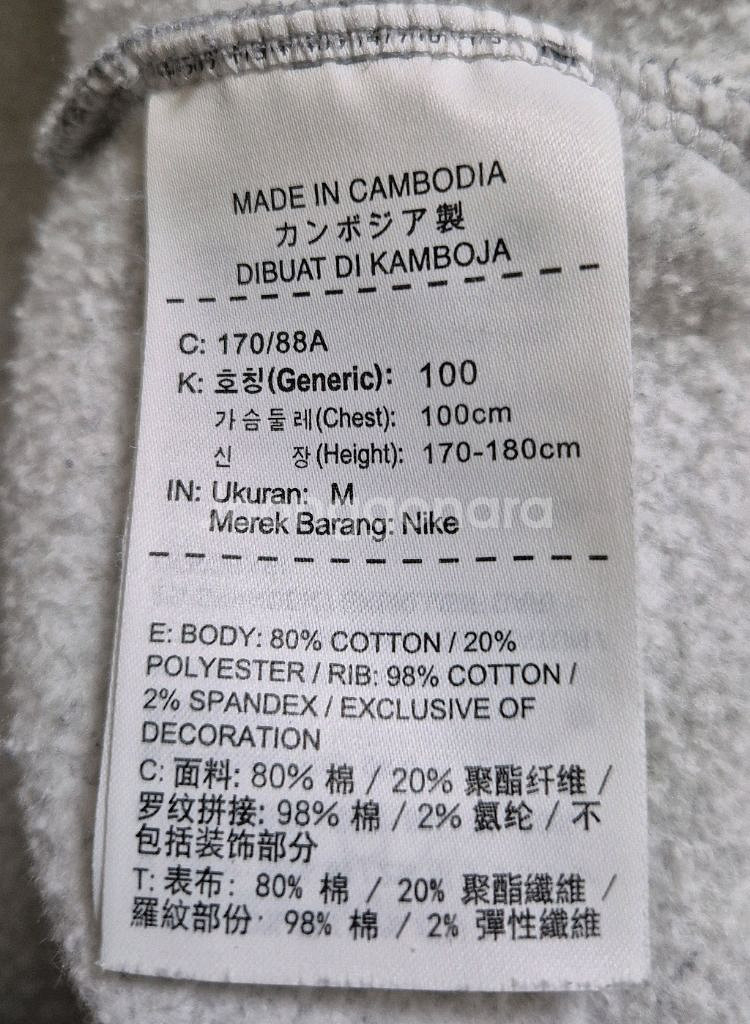 MADE IN CAMBODIA
カンボジア製
DIBUAT DI KAMBOJA
C: 170/88A
K: 호칭(Generic): 100
가슴둘레(Chest): 100cm
신 장(Height): 170-180cm
IN: Ukuran: M
Merek Barang: Nike
E: BODY: 80% COTTON / 20%
POLYESTER / RIB: 98% COTTON /
2% SPANDEX / EXCLUSIVE OF
DECORATION
C: 面料: 80% 棉 / 20% 聚酯纤维 /
罗纹拼接: 98% 棉 / 2% 氨纶 / 不
包括装饰部分
T: 表布: 80% 棉 / 20% 聚酯纖維 /
羅紋部份: 98% 棉 / 2% 彈性纖維